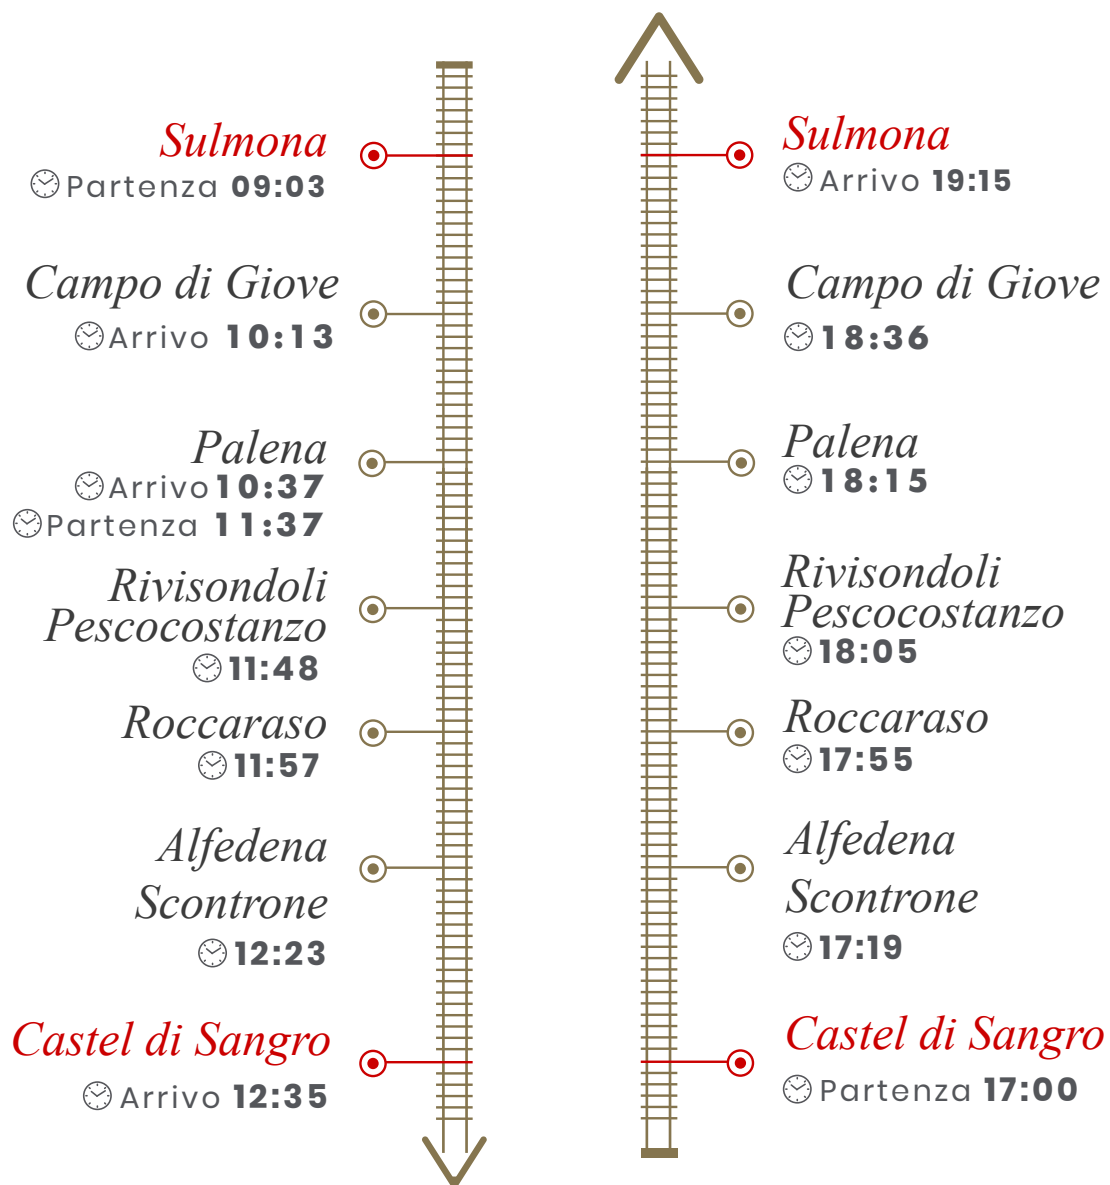 Sulmona
Partenza 09:03
Campo di Giove
Arrivo 10:13
Palena
Arrivo 10:37
Partenza 11:37
Rivisondoli
Pescocostanzo
11:48
Roccaraso
11:57
Alfedena
Scontrone
12:23
Castel di Sangro
Arrivo 12:35
Sulmona
Arrivo 19:15
Campo di Giove
18:36
Palena
18:15
Rivisondoli
Pescocostanzo
18:05
Roccaraso
17:55
Alfedena
Scontrone
17:19
Castel di Sangro
Partenza 17:00